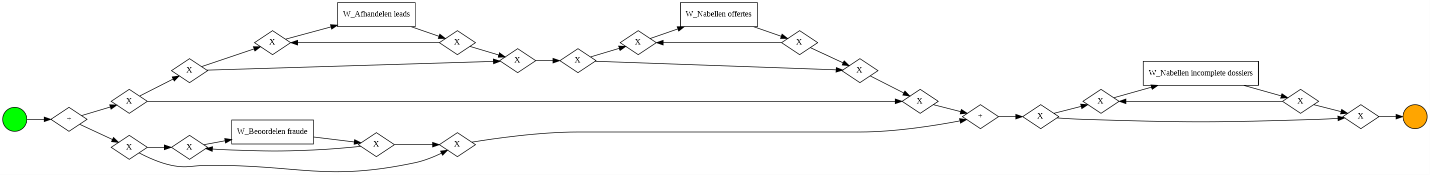 W_Afhandelen leads
W_Nabellen offertes
X
X
X
X
X
X
X
X
X
W_Nabellen incomplete dossiers
X
X
X
X
+
+
X
X
W_Beoordelen fraude
X
X
X
X